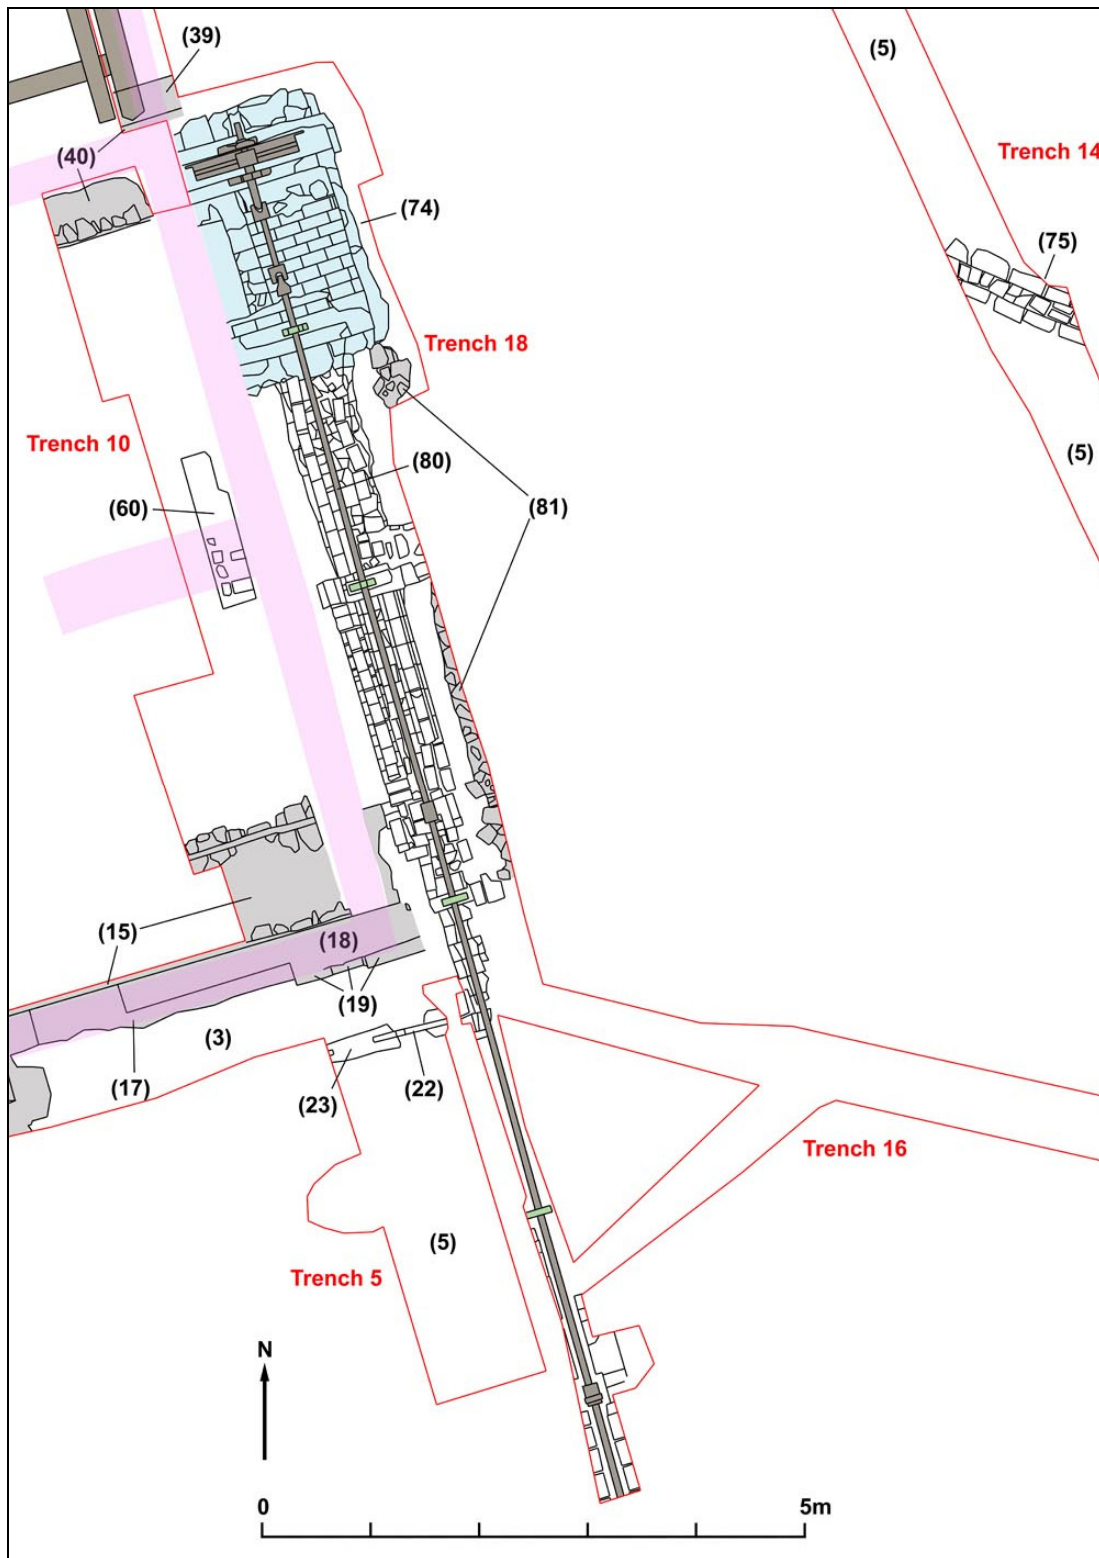 (39)
(5)
Trench 14
(40)
(74)
(75)
Trench 18
Trench 10
(80)
(5)
(60)
(81)
(15)
(18)
(19)
(3)
(17)
(23)
(22)
Trench 16
(5)
Trench 5
N
0
5m